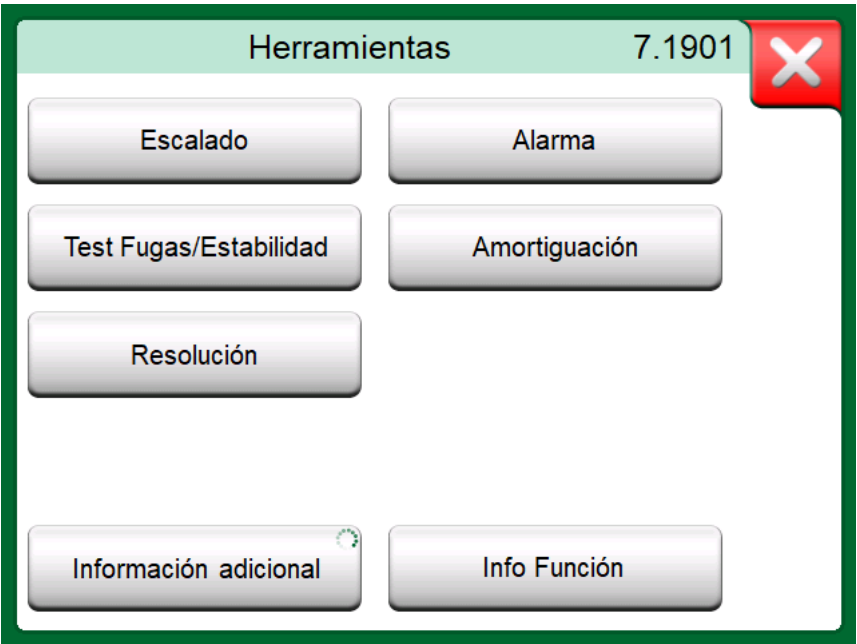 Herramientas 7.1901
Escalado Alarma
Test Fugas/Estabilidad Amortiguación
Resolución
Información adicional Info Función